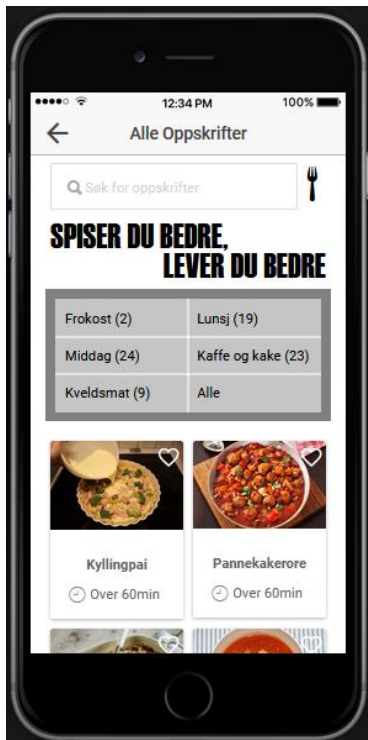 12:34 PM 100%
Alle Oppskrifter
Søk for oppskrifter
SPISER DU BEDRE,
LEVER DU BEDRE
Frokost (2) Lunsj (19)
Middag (24) Kaffe og kake (23)
Kveldsmat (9) Alle
Kyllingpai Pannekakerore
Over 60min Over 60min